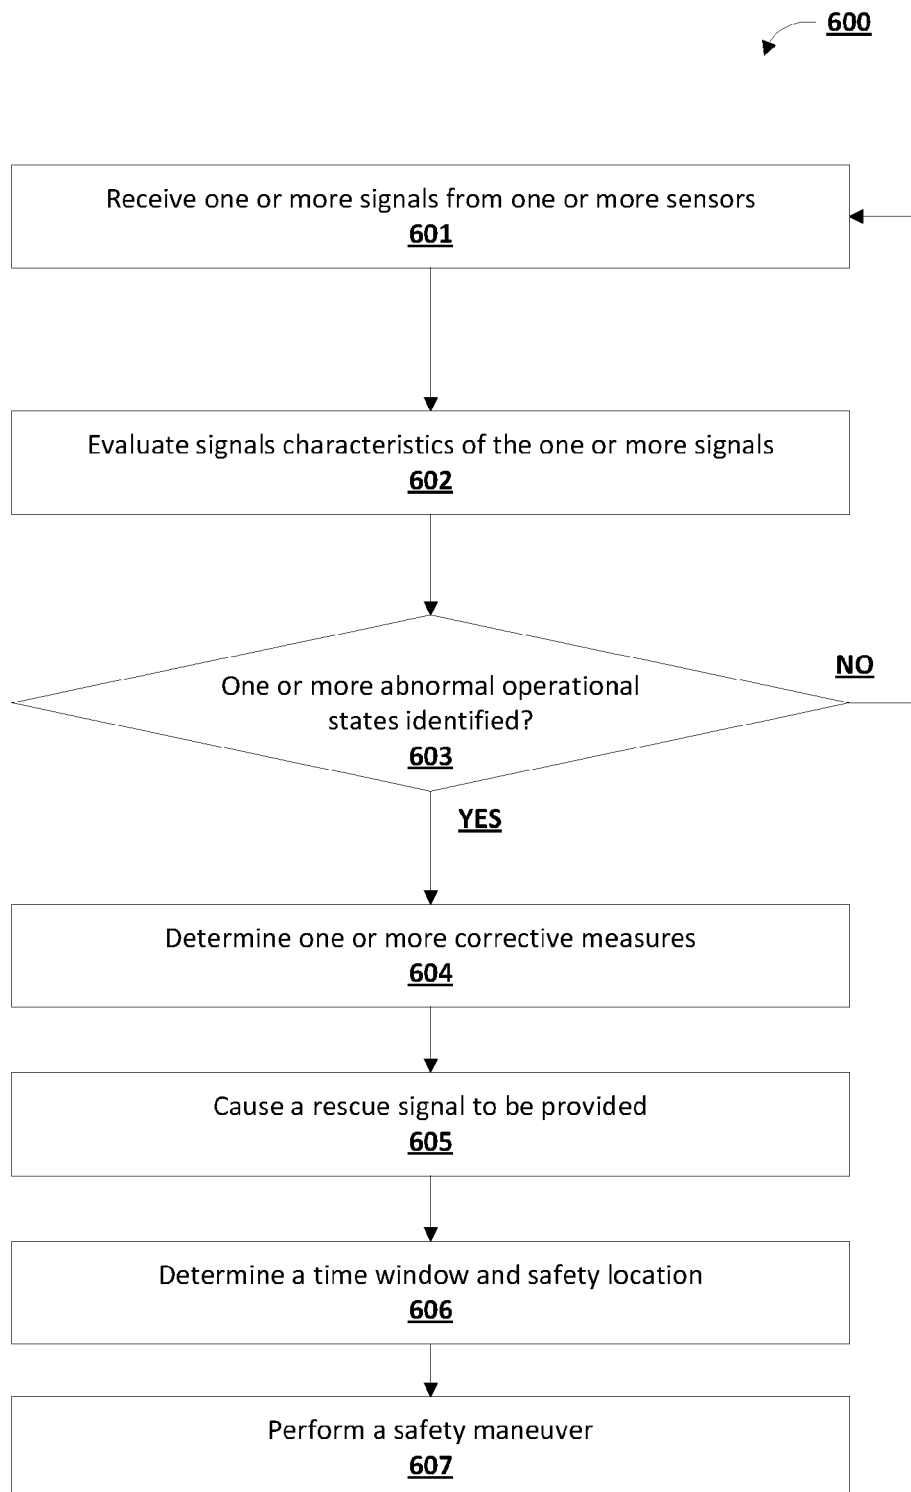 600
Receive one or more signals from one or more sensors
601
Evaluate signals characteristics of the one or more signals
602
One or more abnormal operational
states identified?
603
NO
YES
Determine one or more corrective measures
604
Cause a rescue signal to be provided
605
Determine a time window and safety location
606
Perform a safety maneuver
607